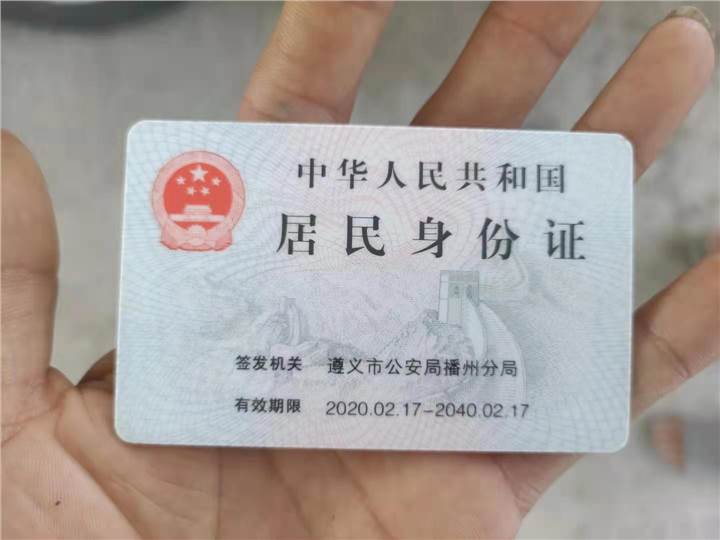 中华人民共和国
居民身份证
签发机关 遵义市公安局播州分局
有效期限 2020.02.17-2040.02.17